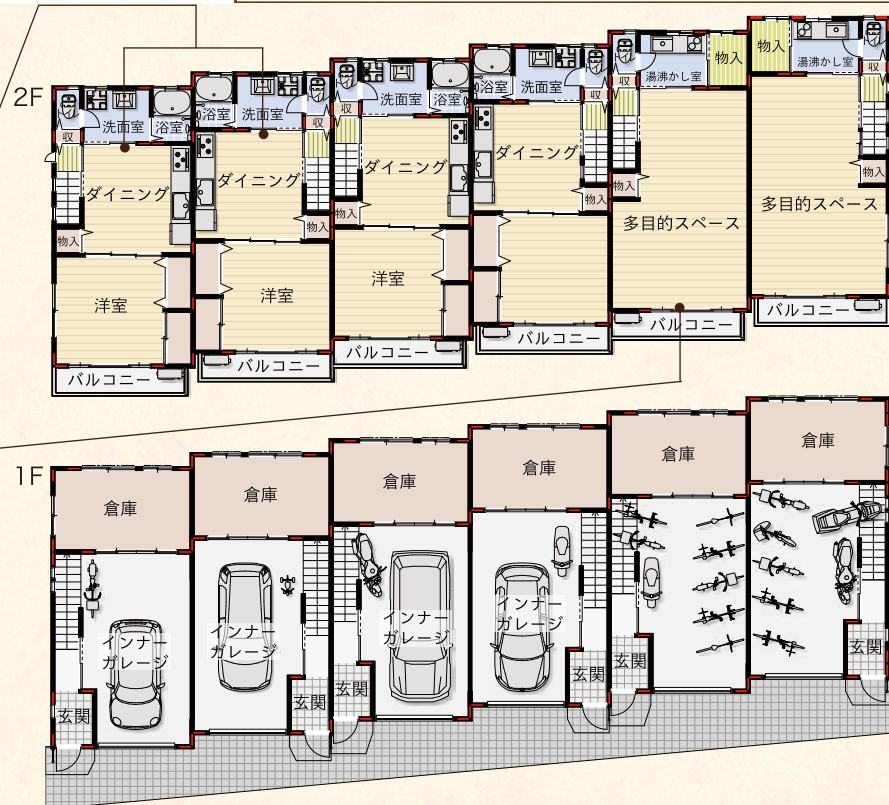 2F
収
洗面室
浴室
ダイニング
物入
洋室
バルコニー
浴室
洗面室
収
ダイニング
物入
洋室
バルコニー
収
洗面室
浴室
ダイニング
物入
洋室
バルコニー
浴室
洗面室
収
ダイニング
物入
バルコニー
収
湯沸かし室
物入
物入
多目的スペース
バルコニー
物入
湯沸かし室
収
物入
多目的スペース
バルコニー
1F
倉庫
インナー
ガレージ
玄関
倉庫
インナー
ガレージ
玄関
倉庫
インナー
ガレージ
玄関
倉庫
インナー
ガレージ
玄関
倉庫
玄関
倉庫
玄関